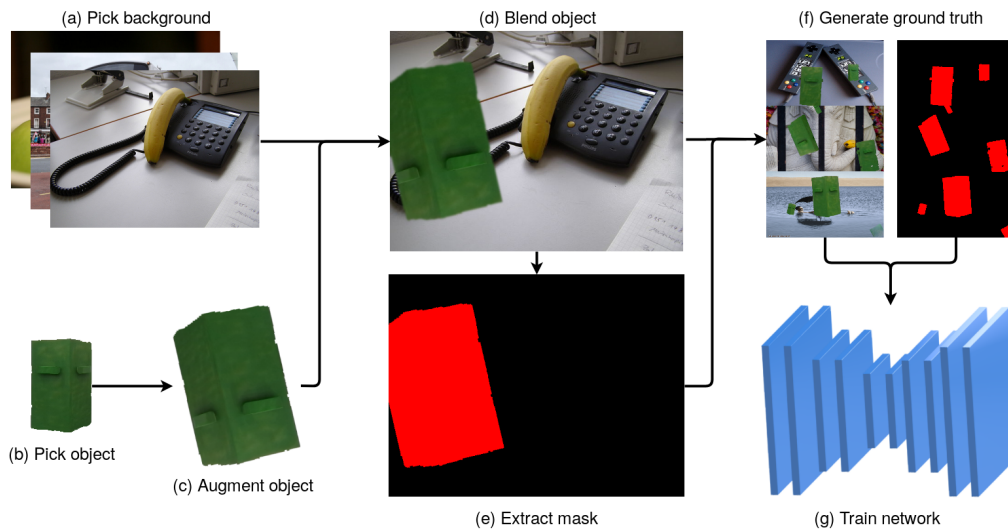 (a) Pick background
(d) Blend object
(f) Generate ground truth
(b) Pick object
(c) Augment object
(e) Extract mask
(g) Train network